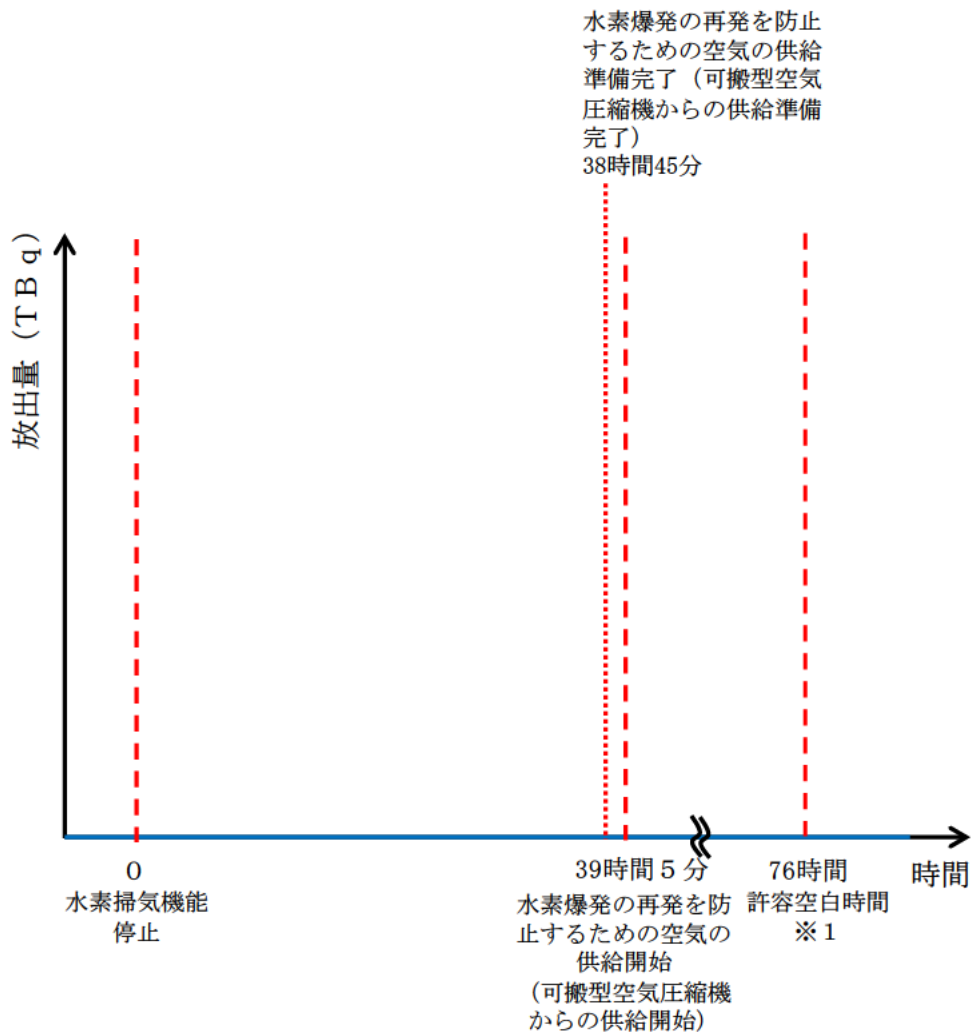 水素爆発の再発を防止
するための空気の供給
準備完了（可搬型空気
圧縮機からの供給準備
完了）
38時間45分
放出量（ＴＢｑ）
0
水素掃気機能
停止
39時間５分
水素爆発の再発を防
止するための空気の
供給開始
（可搬型空気圧縮機
からの供給開始）
76時間
許容空白時間
※１
時間